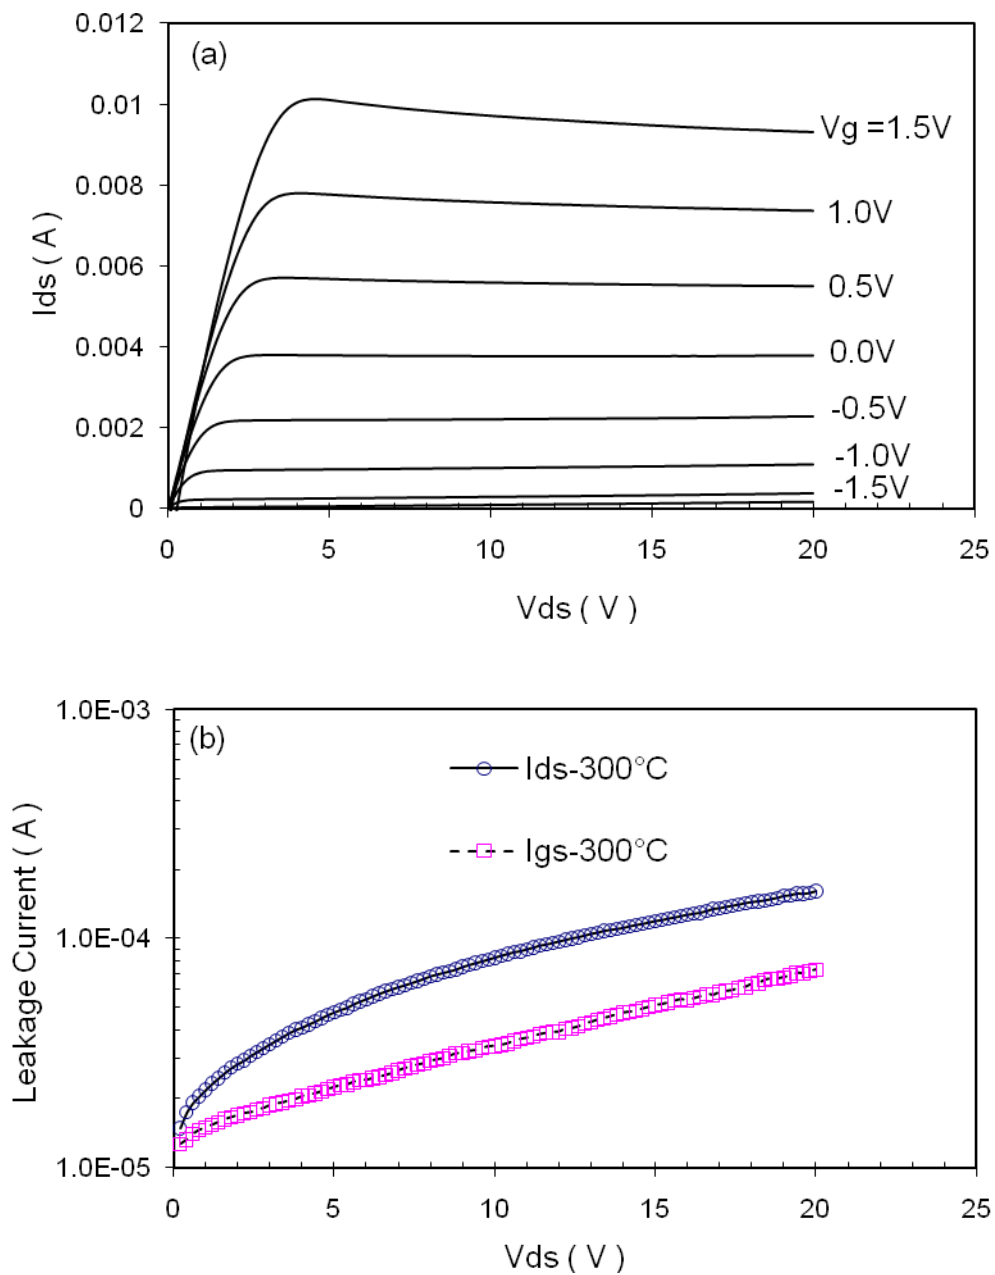 0.012
(a)
0.01
Vg =1.5V
0.008
1.0V
Ids ( A )
0.006
0.5V
0.004
0.0V
0.002
-0.5V
-1.0V
-1.5V
0
0 5 10 15 20 25
Vds ( V )
1.0E-03
(b)
Ids-300°C
Igs-300°C
Leakage Current ( A )
1.0E-04
1.0E-05
0 5 10 15 20 25
Vds ( V )